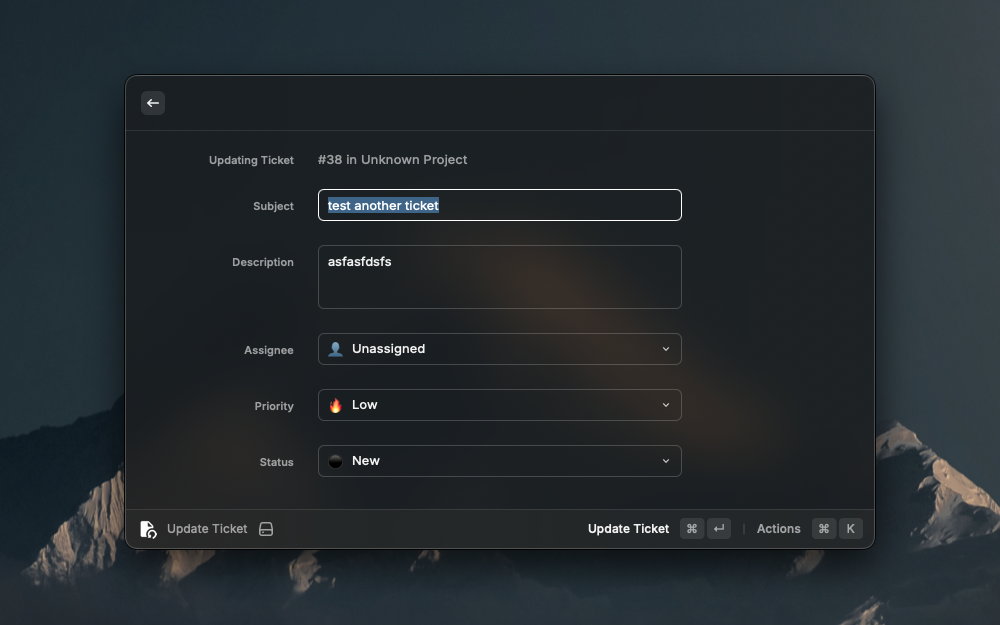 Updating Ticket #38 in Unknown Project
Subject test another ticket
Description asfasfdsfs
Assignee Unassigned
Priority Low
Status New
Update Ticket Update Ticket ⌘ ↵ Actions ⌘ K